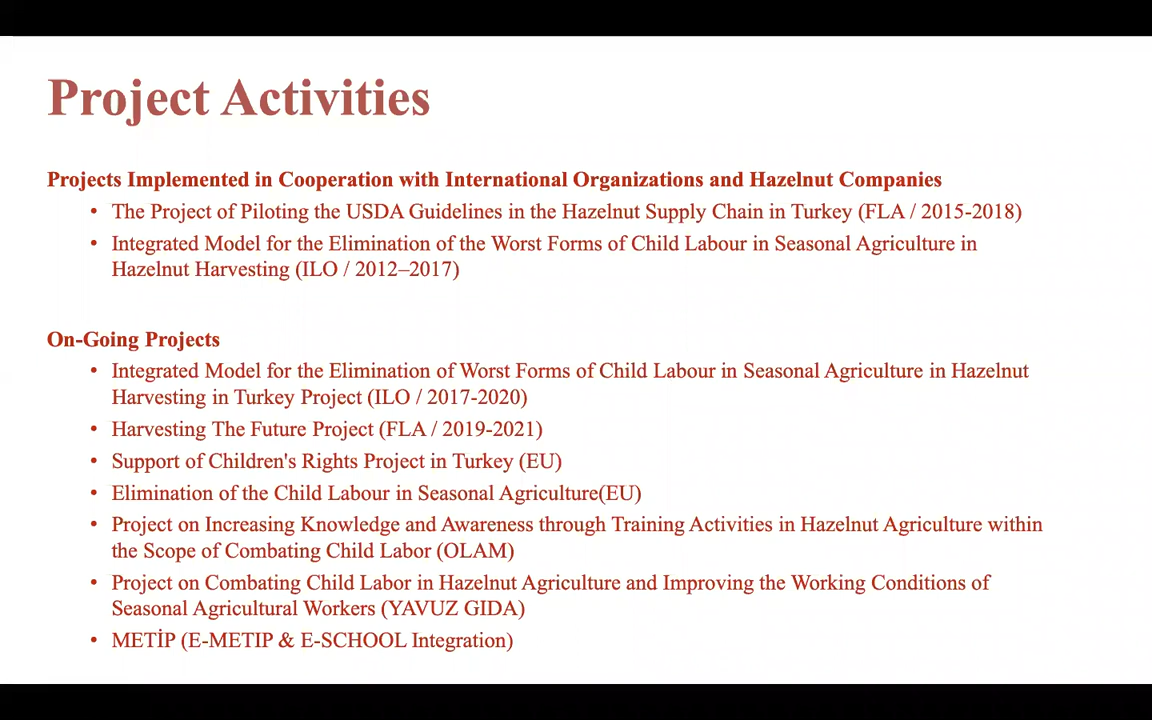 Project Activities
Projects Implemented in Cooperation with International Organizations and Hazelnut Companies
• The Project of Piloting the USDA Guidelines in the Hazelnut Supply Chain in Turkey (FLA / 2015-2018)
• Integrated Model for the Elimination of the Worst Forms of Child Labour in Seasonal Agriculture in
Hazelnut Harvesting (ILO / 2012–2017)
On-Going Projects
• Integrated Model for the Elimination of Worst Forms of Child Labour in Seasonal Agriculture in Hazelnut
Harvesting in Turkey Project (ILO / 2017-2020)
• Harvesting The Future Project (FLA / 2019-2021)
• Support of Children's Rights Project in Turkey (EU)
• Elimination of the Child Labour in Seasonal Agriculture(EU)
• Project on Increasing Knowledge and Awareness through Training Activities in Hazelnut Agriculture within
the Scope of Combating Child Labor (OLAM)
• Project on Combating Child Labor in Hazelnut Agriculture and Improving the Working Conditions of
Seasonal Agricultural Workers (YAVUZ GIDA)
• METİP (E-METIP & E-SCHOOL Integration)